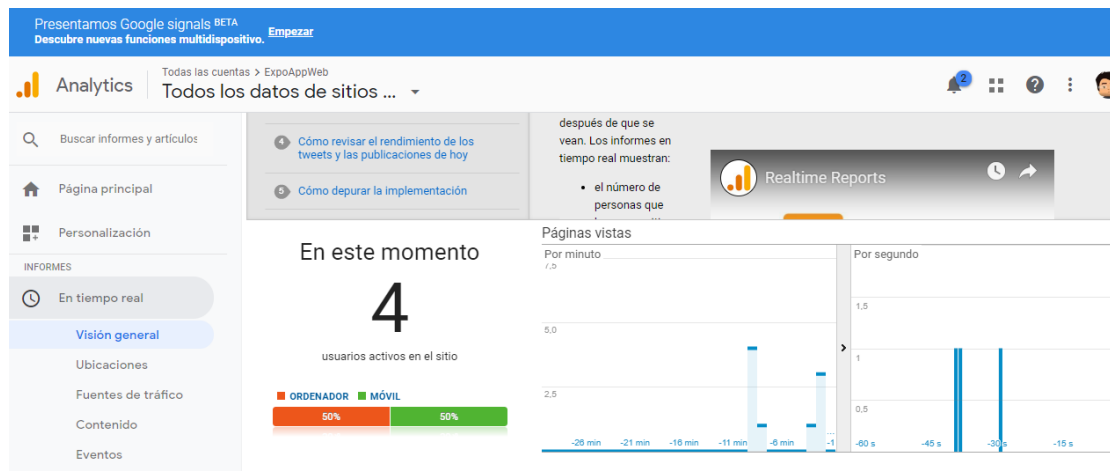 Presentamos Google signals BETA
Descubre nuevas funciones multidispositivo. Empezar
Analytics
Todas las cuentas > ExpoAppWeb
Todos los datos de sitios ...
2
Buscar informes y artículos
Página principal
Personalización
INFORMES
En tiempo real
Visión general
Ubicaciones
Fuentes de tráfico
Contenido
Eventos
4 Cómo revisar el rendimiento de los
tweets y las publicaciones de hoy
5 Cómo depurar la implementación
después de que se
vean. Los informes en
tiempo real muestran:
• el número de
personas que
Realtime Reports
En este momento
4
usuarios activos en el sitio
ORDENADOR MÓVIL
50% 50%
Páginas vistas
Por minuto
7,5
5,0
2,5
-26 min -21 min -16 min -11 min -6 min -1
Por segundo
1,5
1
0,5
-60 s -45 s -30 s -15 s